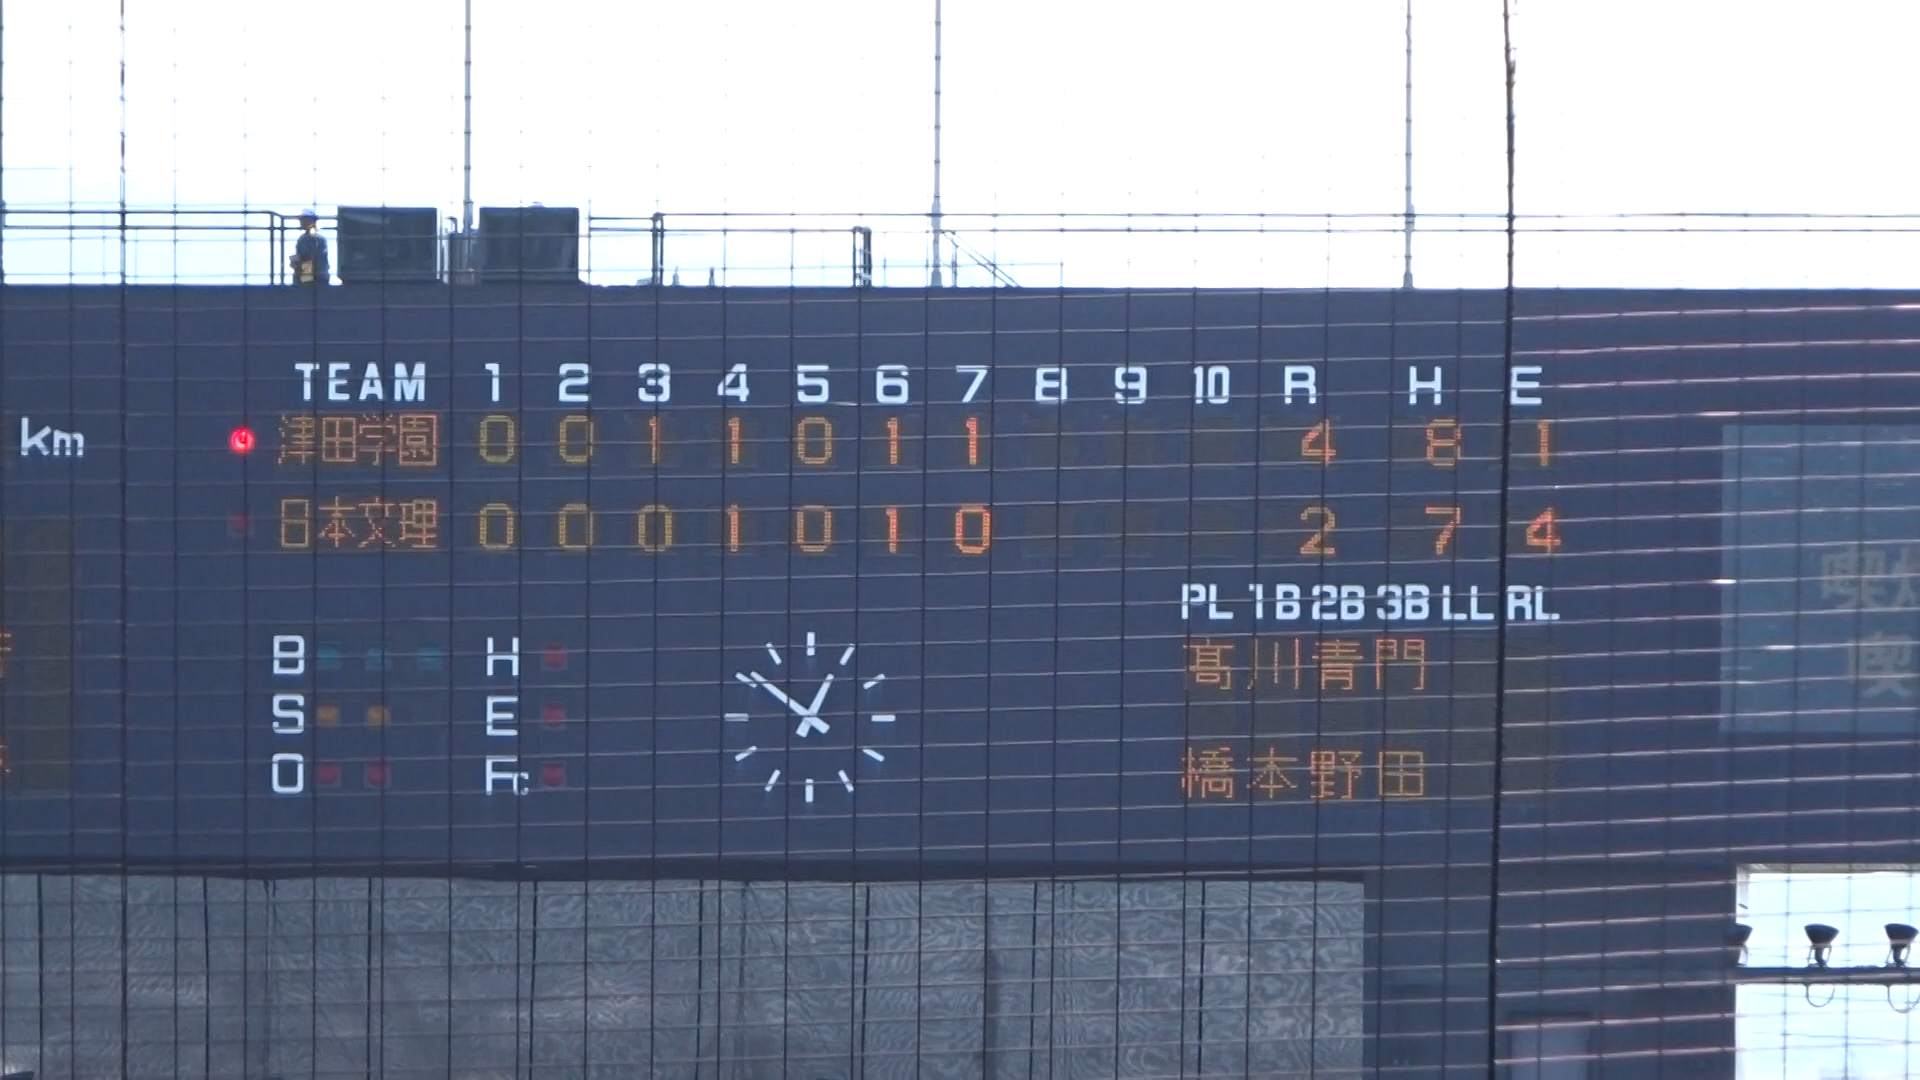 TEAM 1 2 3 4 5 6 7 8 9 10 R H E
km 津田学園 0 0 1 1 0 1 1 4 8 1
日本文理 0 0 0 1 0 1 0 2 7 4
PL 1B 2B 3B LL RL
B H
髙川青門
S E
O Fc
橋本野田
喫
喫